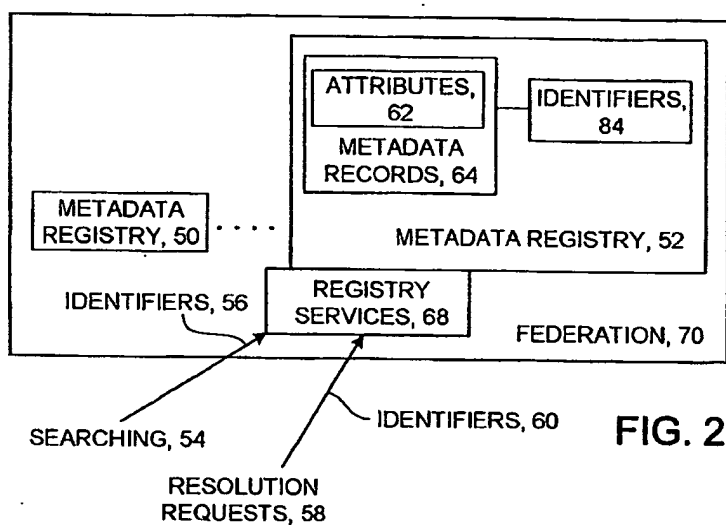 ATTRIBUTES,
62
IDENTIFIERS,
84
METADATA
RECORDS, 64
METADATA
REGISTRY, 50
METADATA REGISTRY, 52
IDENTIFIERS, 56
REGISTRY
SERVICES, 68
FEDERATION, 70
SEARCHING, 54
IDENTIFIERS, 60
FIG. 2
RESOLUTION
REQUESTS, 58